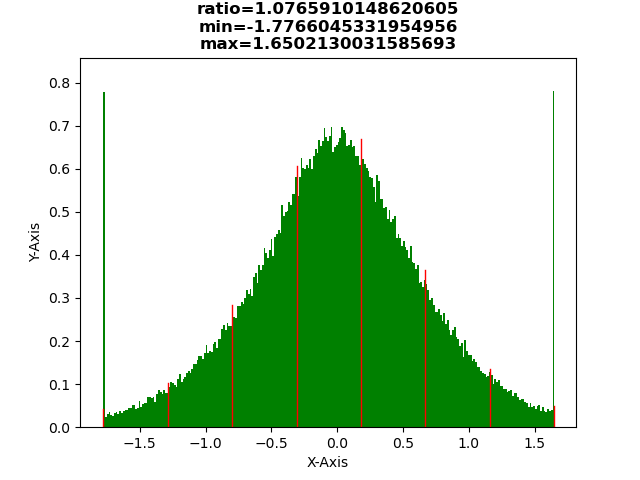 ratio=1.0765910148620605
min=-1.7766045331954956
max=1.6502130031585693
0.8
0.7
0.6
0.5
0.4
0.3
0.2
0.1
0.0
Y-Axis
−1.5 −1.0 −0.5 0.0 0.5 1.0 1.5
X-Axis